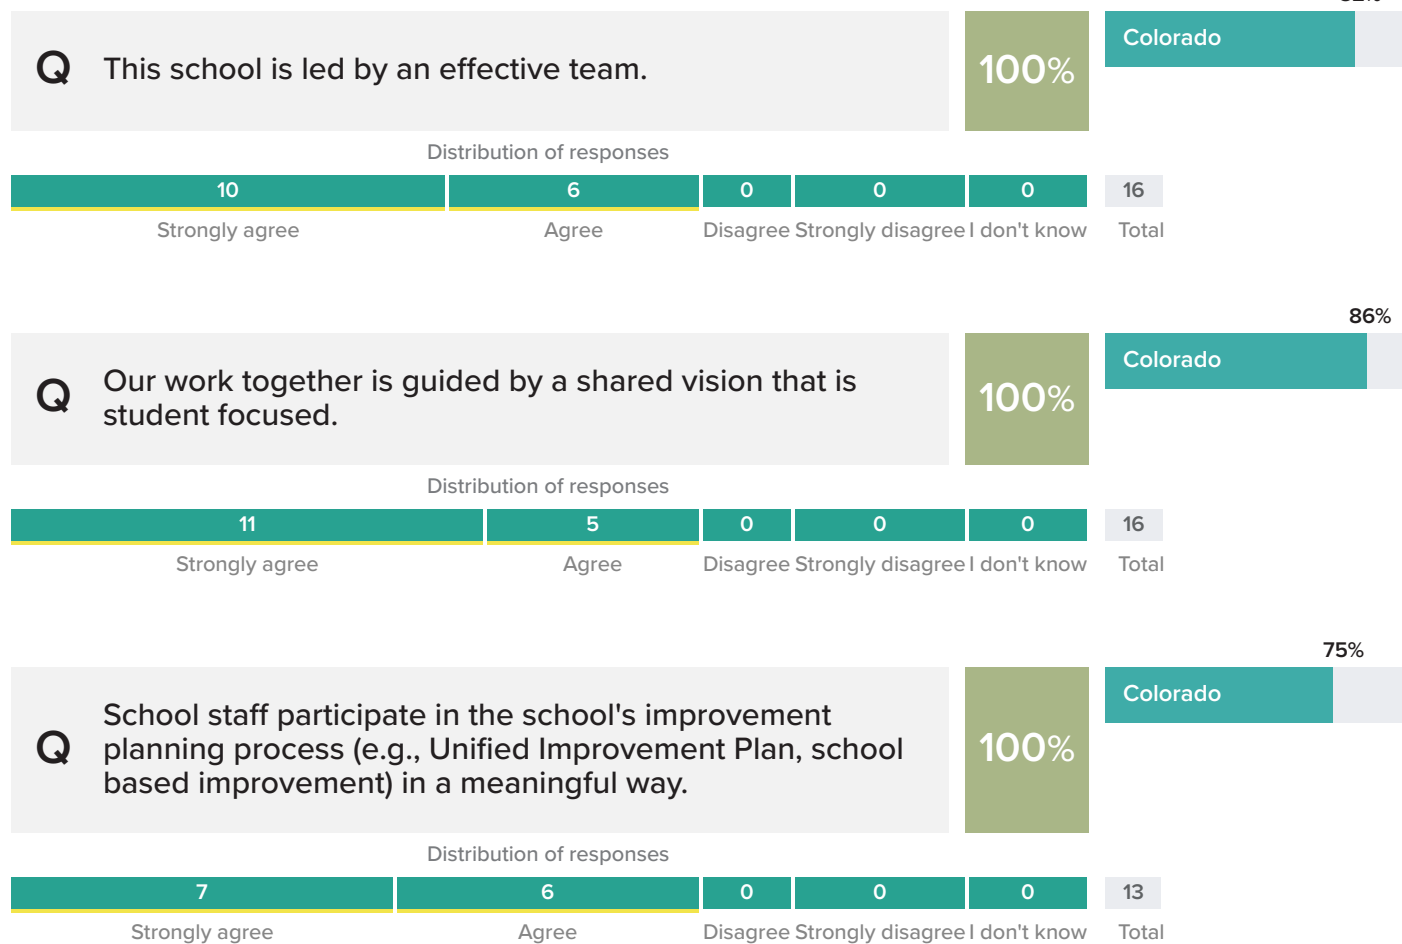 Q This school is led by an effective team. 100% Colorado
Distribution of responses
10 6 0 0 0 16
Strongly agree Agree Disagree Strongly disagree I don't know Total
86%
Q Our work together is guided by a shared vision that is student focused. 100% Colorado
Distribution of responses
11 5 0 0 0 16
Strongly agree Agree Disagree Strongly disagree I don't know Total
75%
Q School staff participate in the school's improvement
planning process (e.g., Unified Improvement Plan, school
based improvement) in a meaningful way. 100% Colorado
Distribution of responses
7 6 0 0 0 13
Strongly agree Agree Disagree Strongly disagree I don't know Total